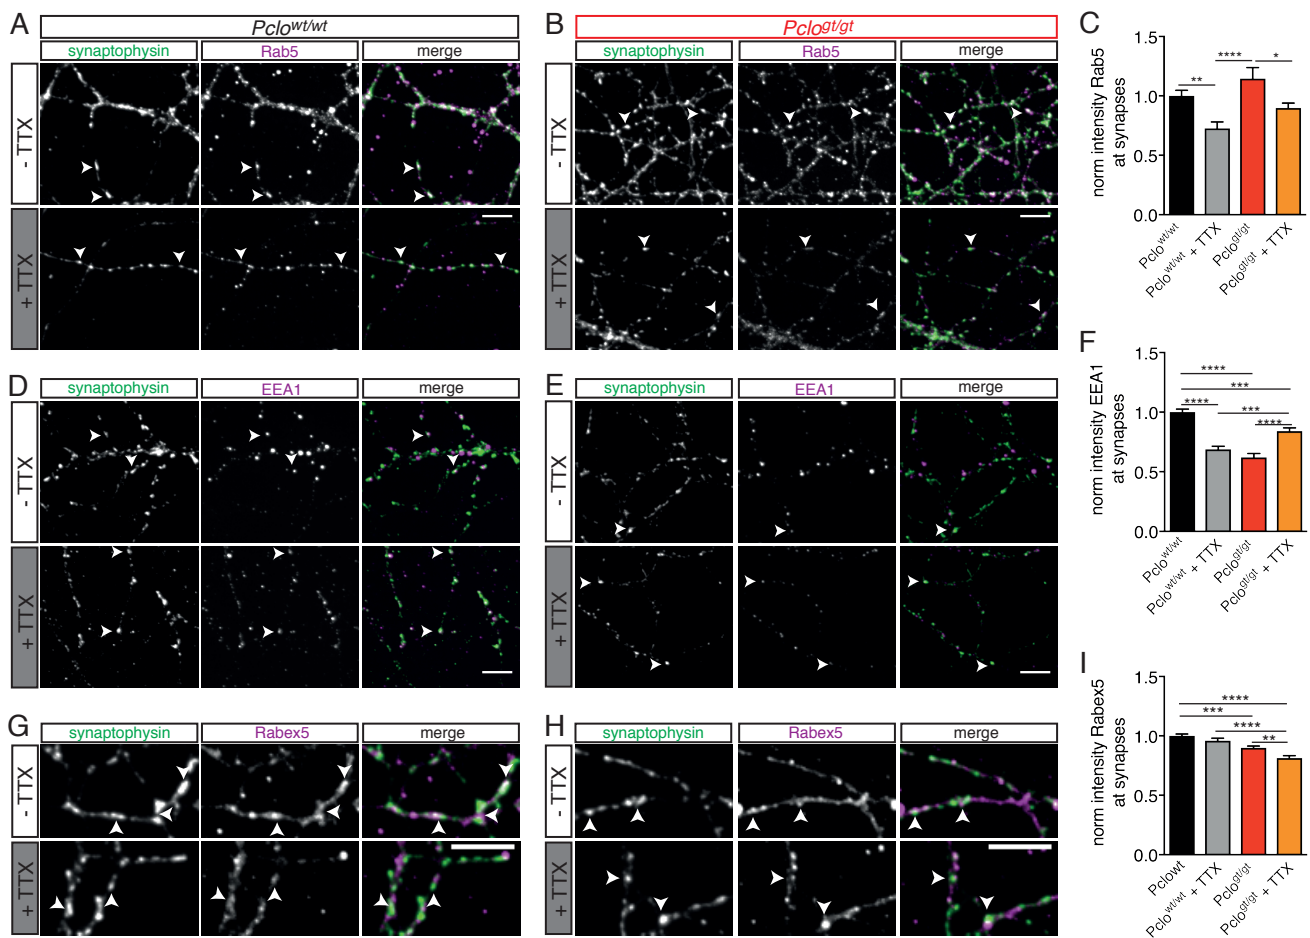 A
Pclo^wt/wt
synaptophysin Rab5 merge
- TTX
+ TTX
B
Pclo^gt/gt
synaptophysin Rab5 merge
- TTX
+ TTX
C
norm intensity Rab5
at synapses
1.5
1.0
0.5
0.0
** **** *
Pclo^wt/wt
Pclo^wt/wt + TTX
Pclo^gt/gt
Pclo^gt/gt + TTX
D
synaptophysin EEA1 merge
- TTX
+ TTX
E
synaptophysin EEA1 merge
- TTX
+ TTX
F
norm intensity EEA1
at synapses
1.5
1.0
0.5
0.0
****
***
**** ***
****
Pclo^wt/wt
Pclo^wt/wt + TTX
Pclo^gt/gt
Pclo^gt/gt + TTX
G
synaptophysin Rabex5 merge
- TTX
+ TTX
H
synaptophysin Rabex5 merge
- TTX
+ TTX
I
norm intensity Rabex5
at synapses
1.5
1.0
0.5
0.0
****
***
****
**
Pclowt
Pclo^wt/wt + TTX
Pclo^gt/gt
Pclo^gt/gt + TTX